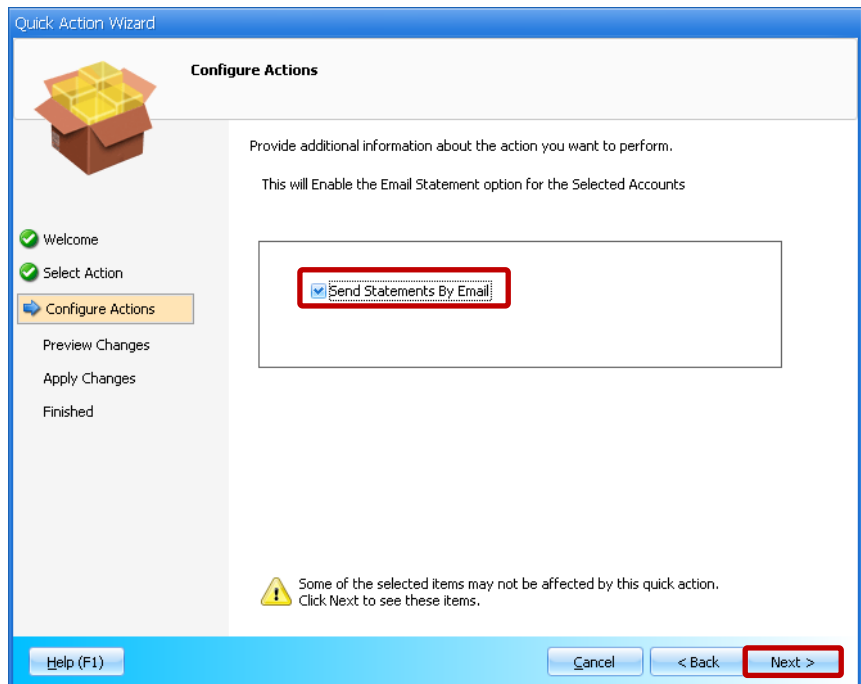 Quick Action Wizard
Configure Actions
Provide additional information about the action you want to perform.
This will Enable the Email Statement option for the Selected Accounts
Welcome
Select Action
Configure Actions
Preview Changes
Apply Changes
Finished
Send Statements By Email
Some of the selected items may not be affected by this quick action.
Click Next to see these items.
Help (F1)
Cancel
< Back
Next >